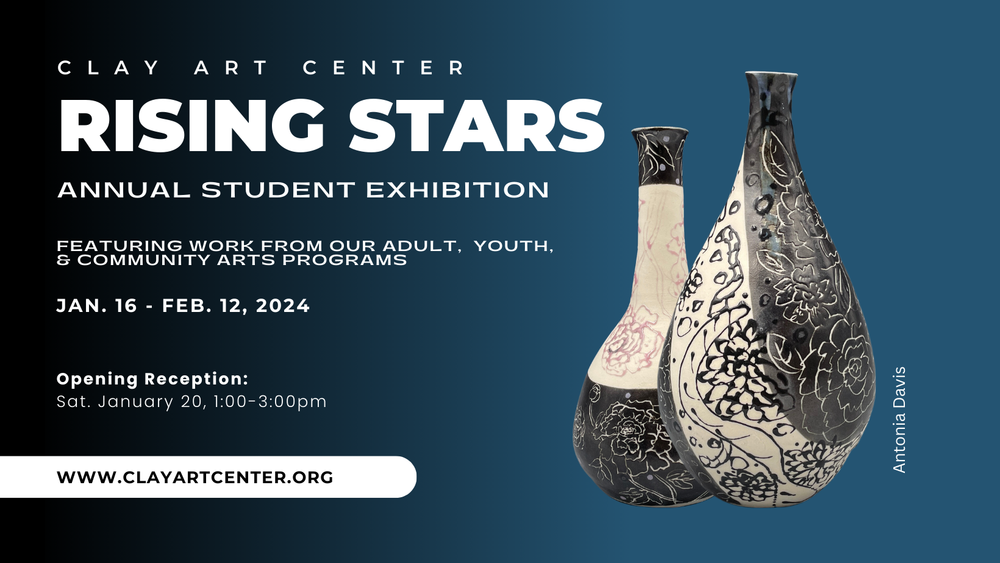 CLAY ART CENTER
RISING STARS
ANNUAL STUDENT EXHIBITION
FEATURING WORK FROM OUR ADULT, YOUTH,
& COMMUNITY ARTS PROGRAMS
JAN. 16 - FEB. 12, 2024
Opening Reception:
Sat. January 20, 1:00-3:00pm
WWW.CLAYARTCENTER.ORG
Antonia Davis